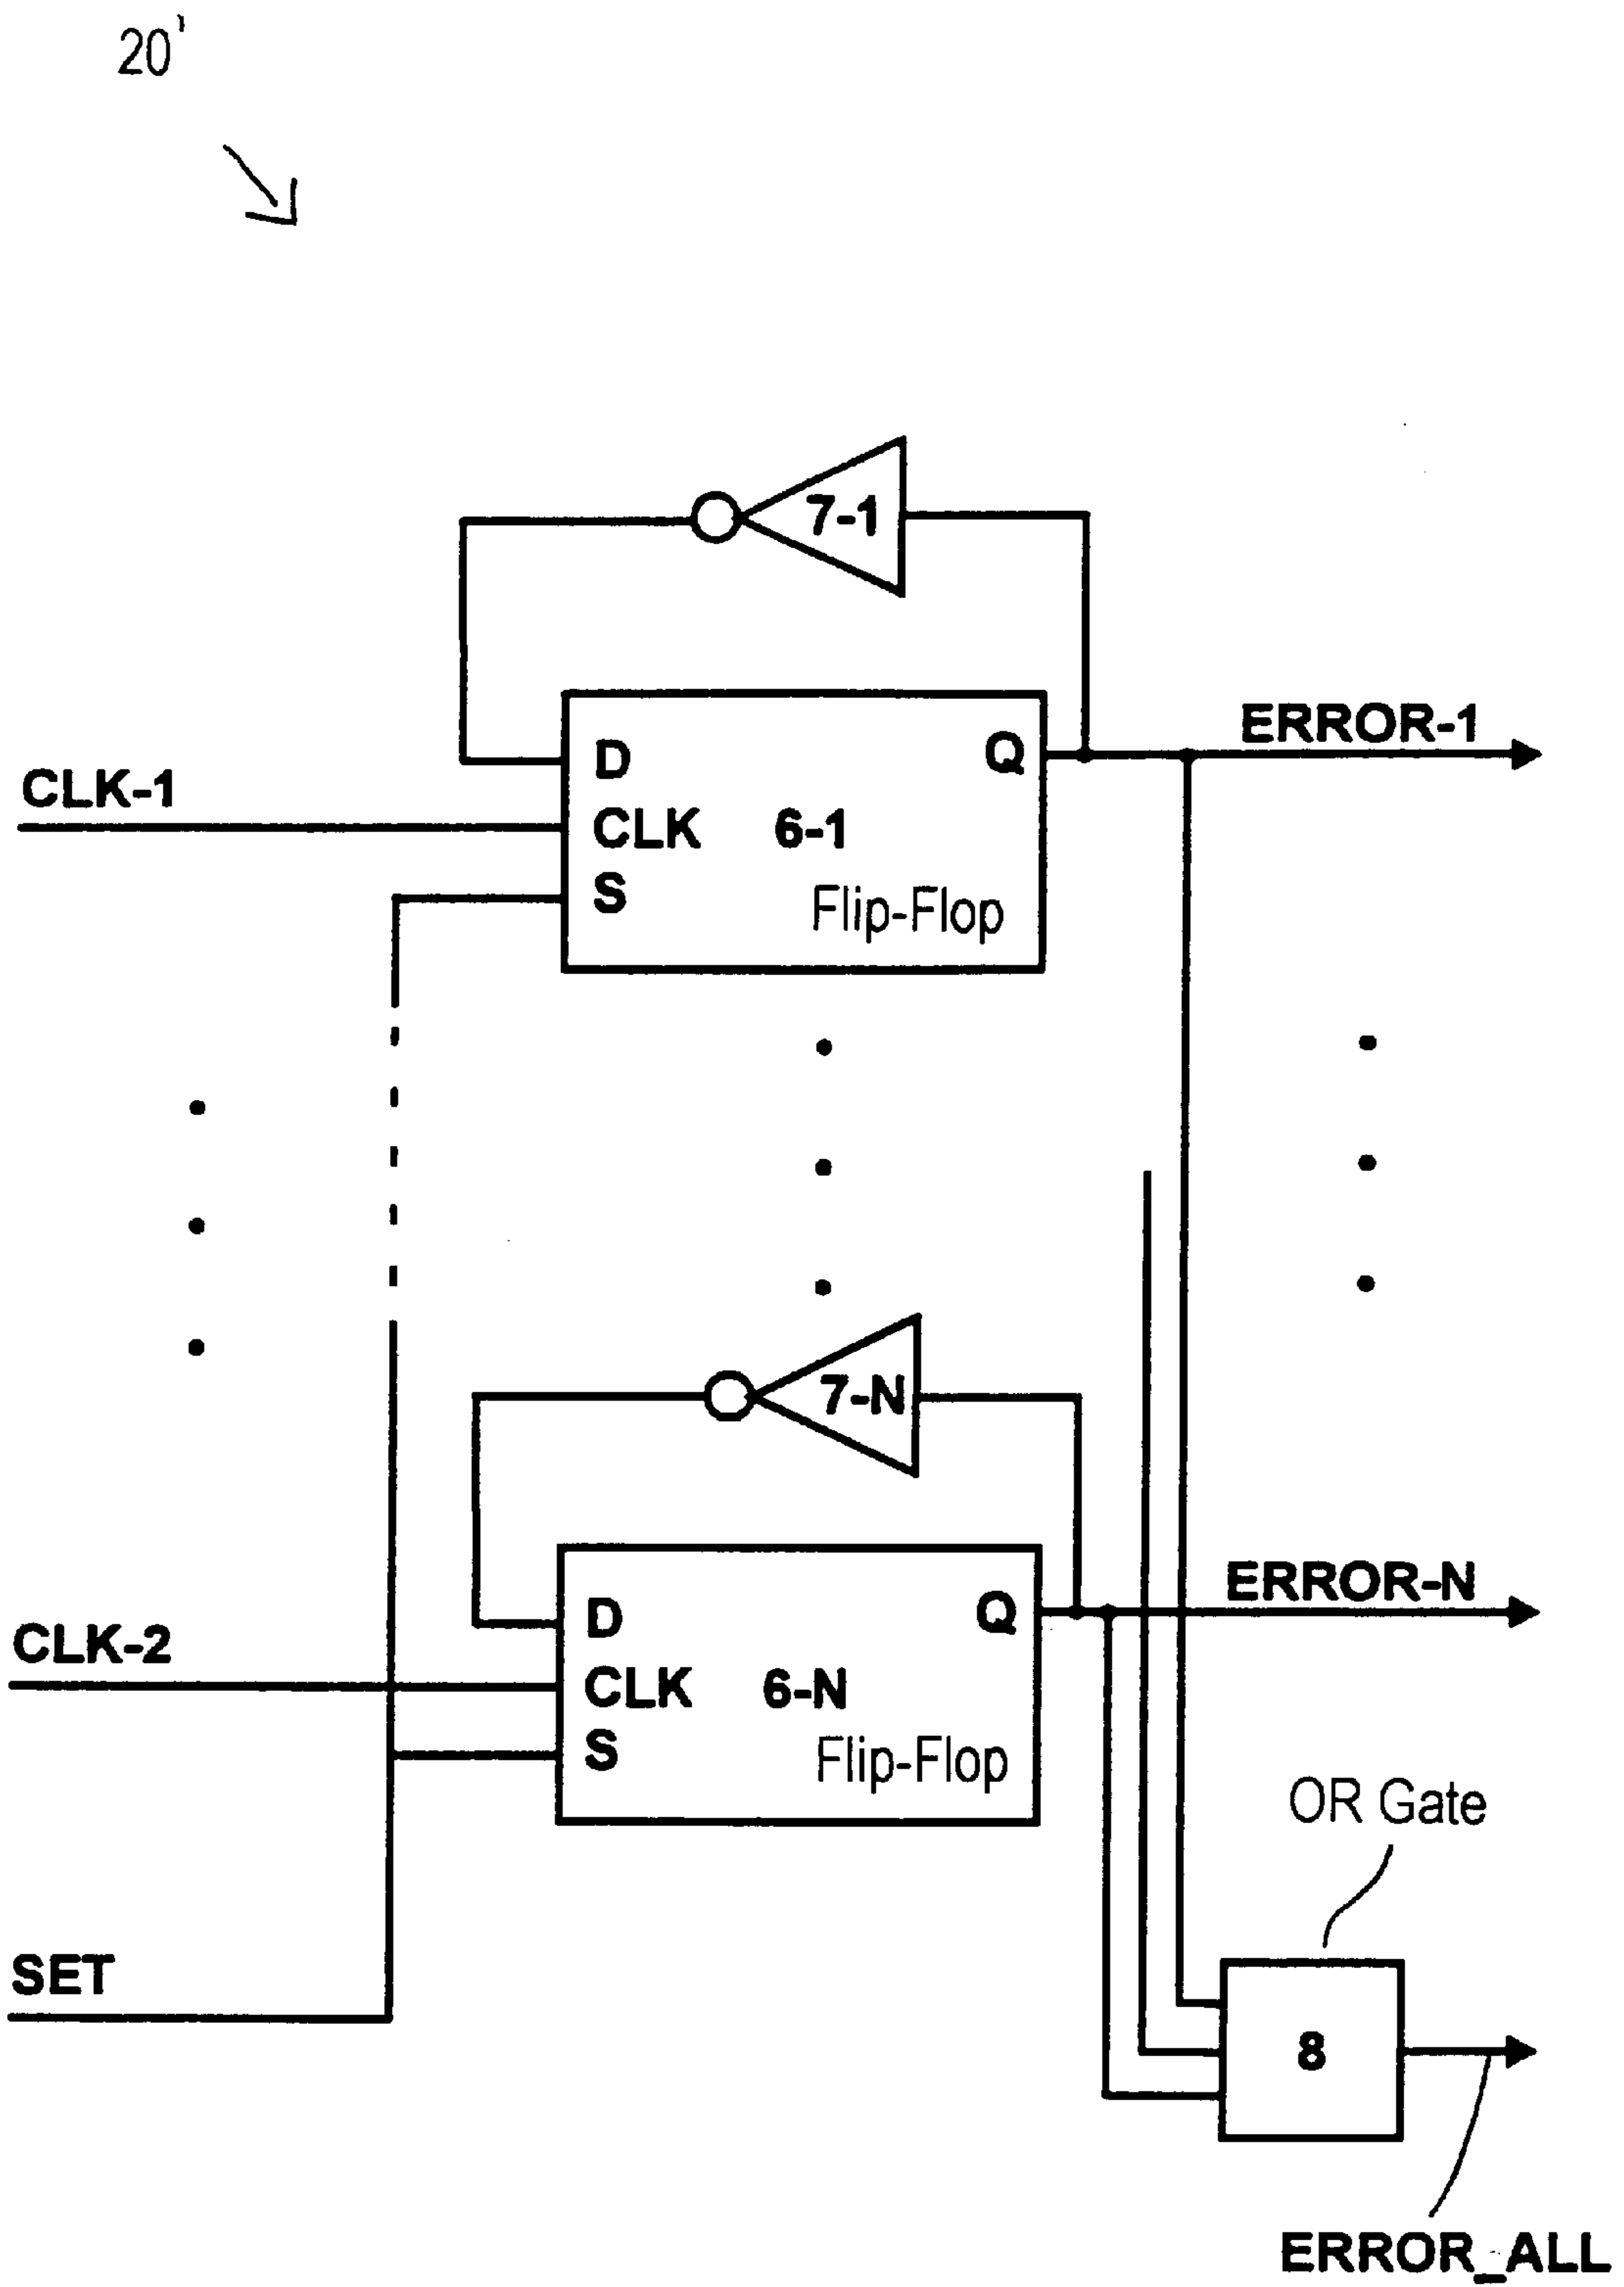 20'
7-1
ERROR-1
D
Q
CLK-1
CLK
6-1
S
Flip-Flop
7-N
ERROR-N
D
Q
CLK-2
CLK
6-N
S
Flip-Flop
OR Gate
SET
8
ERROR_ALL